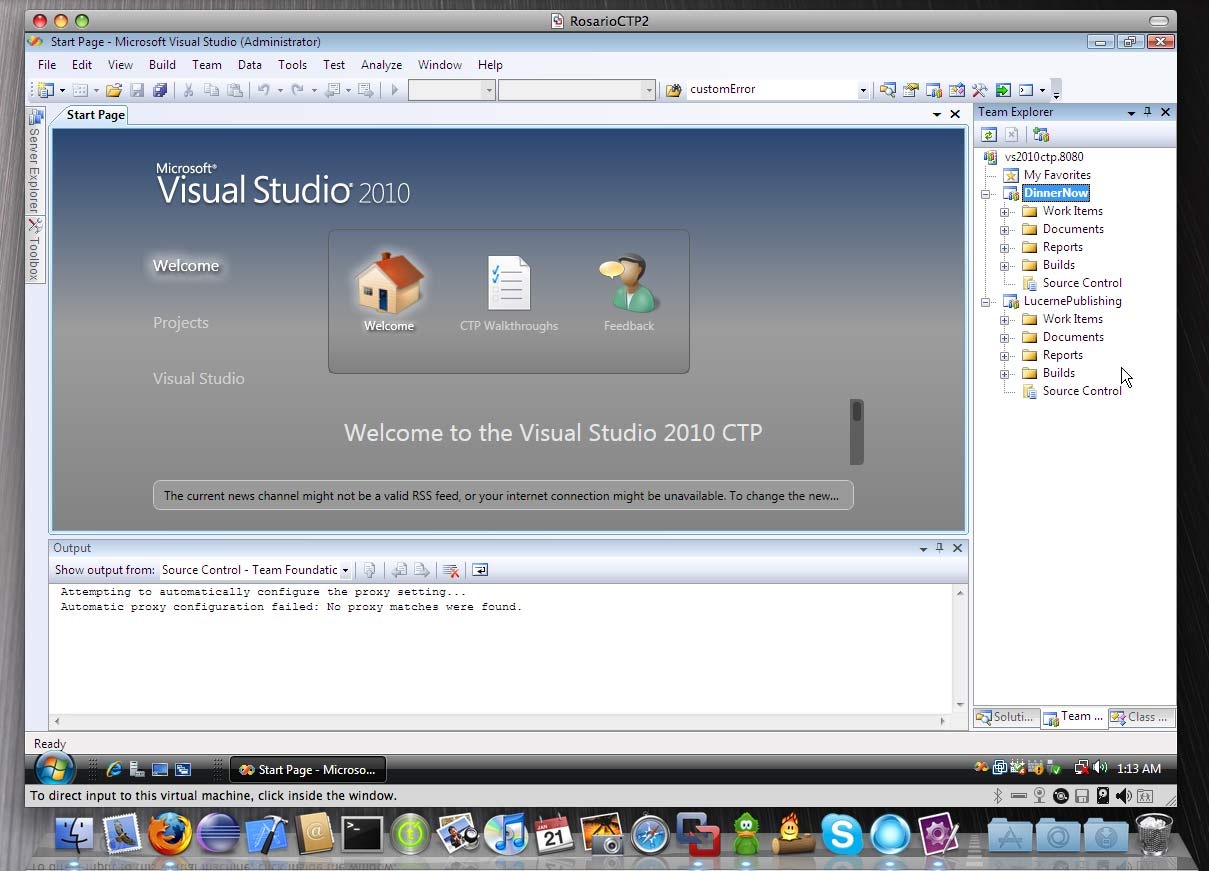 RosarioCTP2
Start Page - Microsoft Visual Studio (Administrator)
File Edit View Build Team Data Tools Test Analyze Window Help
customError
Server Explorer
Toolbox
Start Page
Microsoft®
Visual Studio® 2010
Welcome
Projects
Visual Studio
Welcome
CTP Walkthroughs
Feedback
Welcome to the Visual Studio 2010 CTP
The current news channel might not be a valid RSS feed, or your internet connection might be unavailable. To change the new...
Team Explorer
vs2010ctp.8080
My Favorites
DinnerNow
Work Items
Documents
Reports
Builds
Source Control
LucernePublishing
Work Items
Documents
Reports
Builds
Source Control
Soluti...
Team ...
Class ...
Output
Show output from: Source Control - Team Foundatic
Attempting to automatically configure the proxy setting...
Automatic proxy configuration failed: No proxy matches were found.
Ready
Start Page - Microso...
1:13 AM
To direct input to this virtual machine, click inside the window.
JAN
21